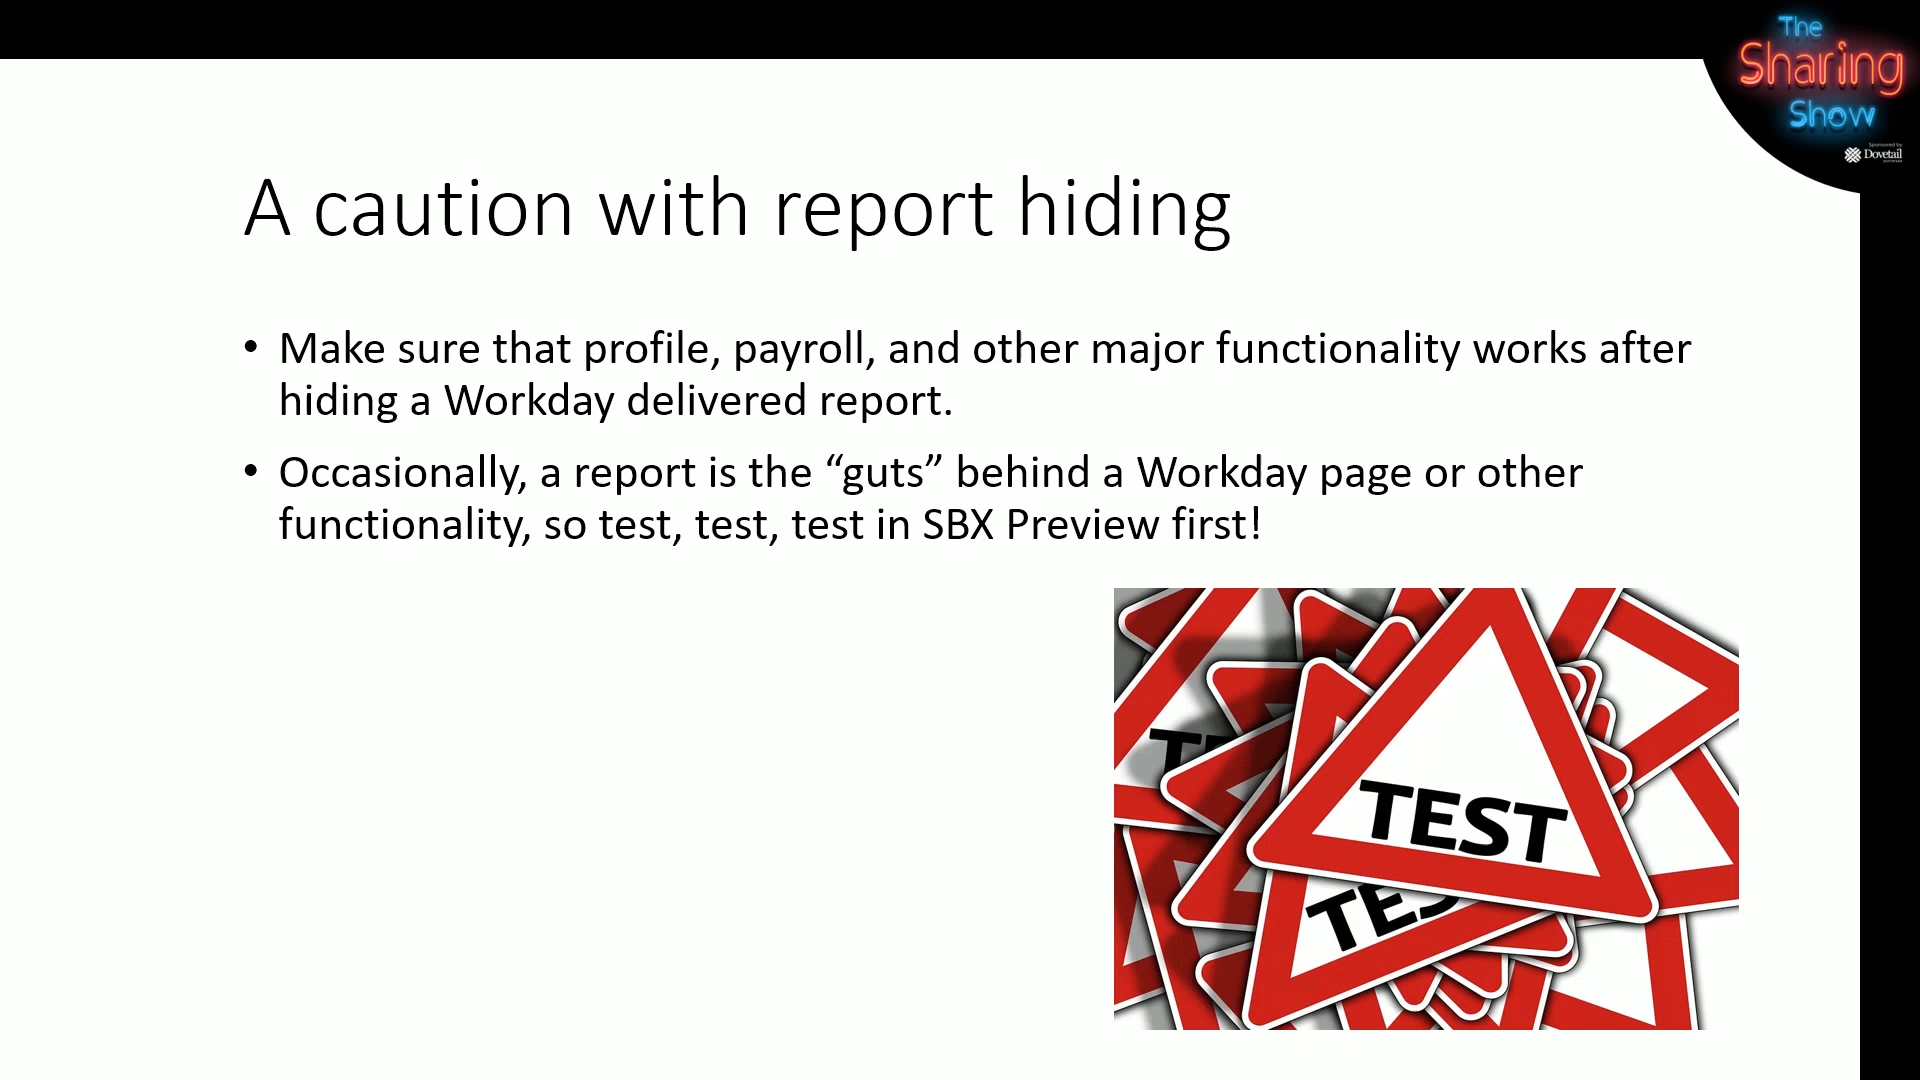 The
Sharing
Show
Sponsored by
Dovetail
SOFTWARE
A caution with report hiding
• Make sure that profile, payroll, and other major functionality works after
hiding a Workday delivered report.
• Occasionally, a report is the “guts” behind a Workday page or other
functionality, so test, test, test in SBX Preview first!
TEST